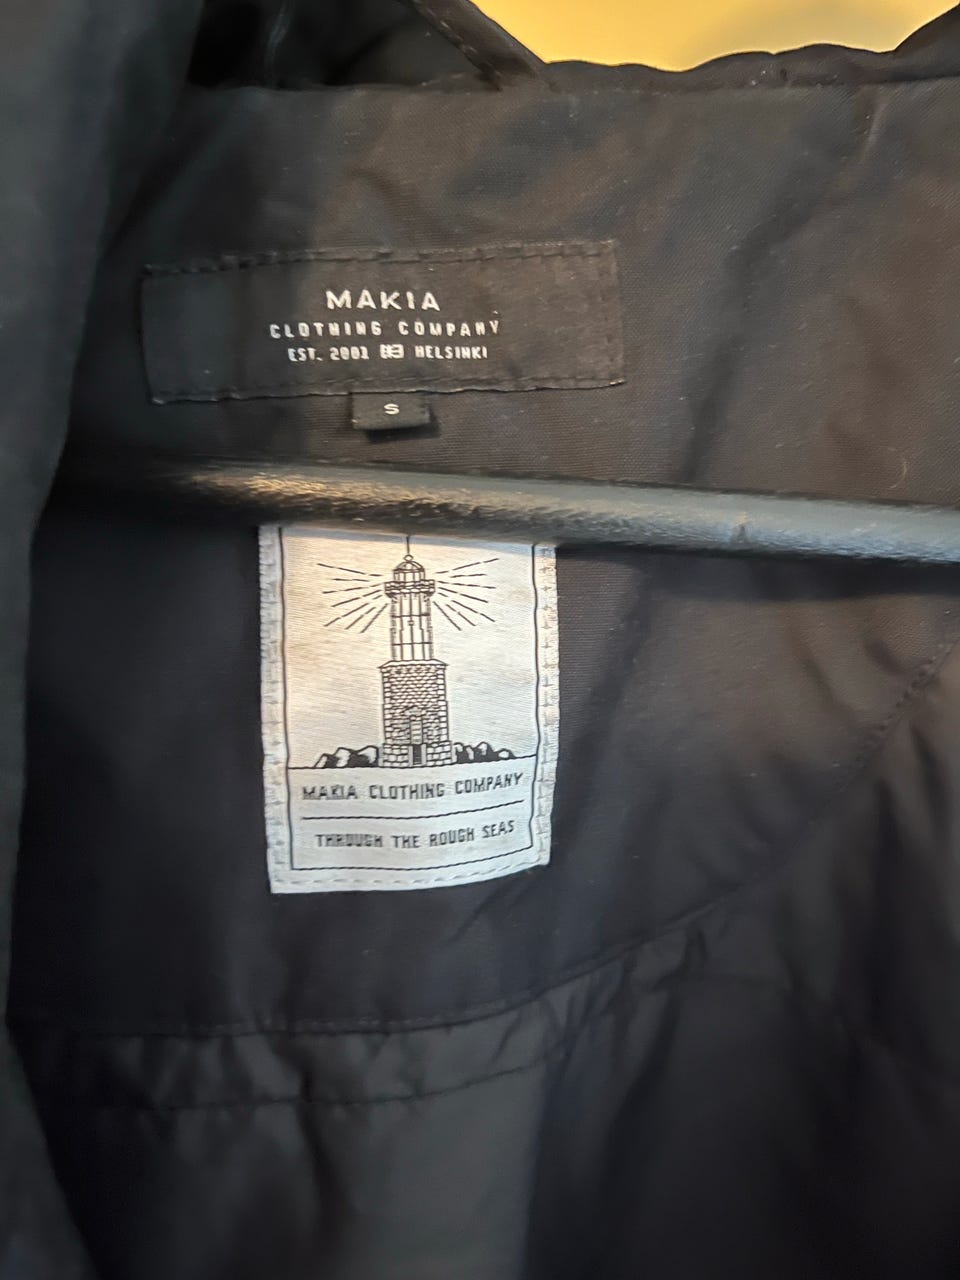 MAKIA
CLOTHING COMPANY
EST. 2001 HELSINKI
S
MAKIA CLOTHING COMPANY
THROUGH THE ROUGH SEAS